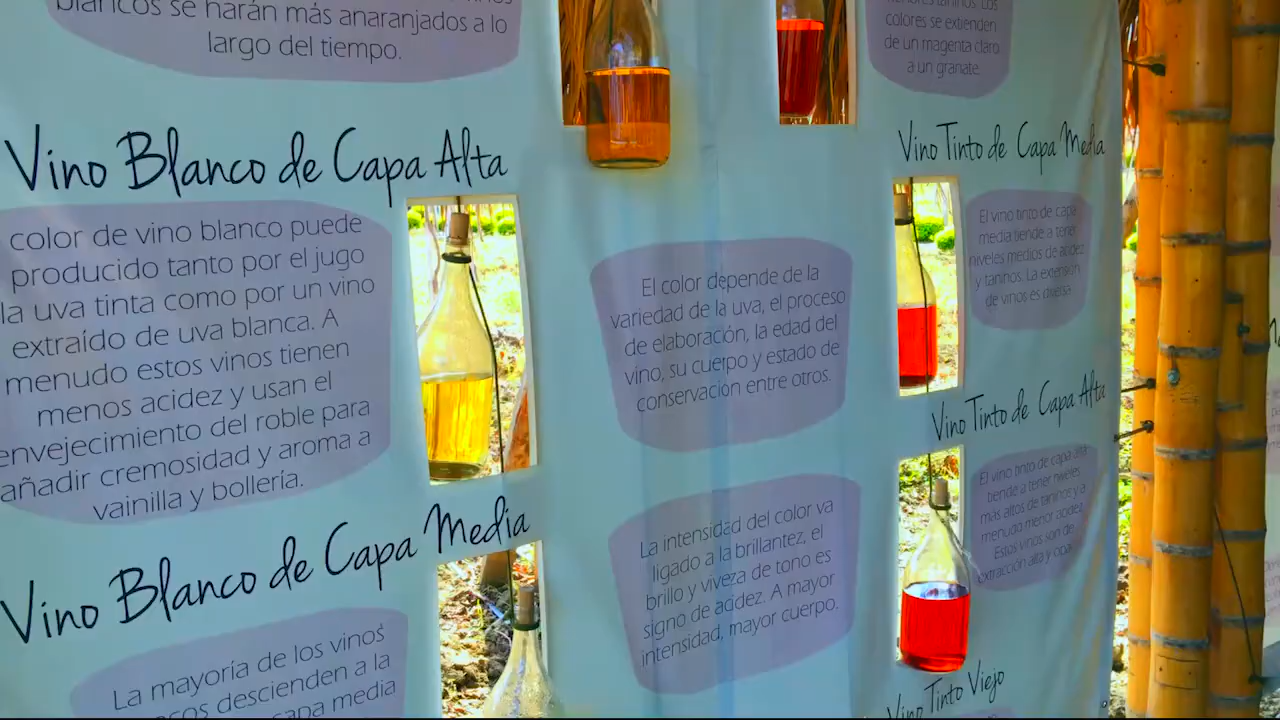 blancos se harán más anaranjados a lo
largo del tiempo.
Vino Blanco de Capa Alta
color de vino blanco puede
producido tanto por el jugo
la uva tinta como por un vino
extraído de uva blanca. A
menudo estos vinos tienen
menos acidez y usan el
envejecimiento del roble para
añadir cremosidad y aroma a
vainilla y bollería.
Vino Blanco de Capa Media
La mayoría de los vinos
descienden a la
capa media
El color depende de la
variedad de la uva, el proceso
de elaboración, la edad del
vino, su cuerpo y estado de
conservación entre otros.
La intensidad del color va
ligado a la brillantez, el
brillo y viveza de tono es
signo de acidez. A mayor
intensidad, mayor cuerpo.
colores se extienden
de un magenta claro
a un granate.
Vino Tinto de Capa Media
El vino tinto de capa
media tiende a tener
niveles medios de acidez
y taninos. La extensión
de vinos es diversa.
Vino Tinto de Capa Alta
El vino tinto de capa alta
tiende a tener niveles
más altos de taninos y a
menudo menor acidez.
Estos vinos son de
extracción alta y
Vino Tinto Viejo